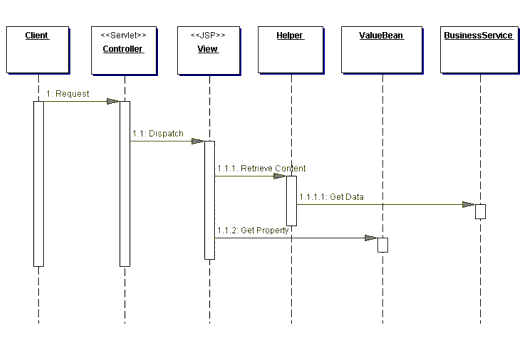 Client
<<Servlet>>
Controller
<<JSP>>
View
Helper
ValueBean
BusinessService
1: Request
1.1: Dispatch
1.1.1: Retrieve Content
1.1.1.1: Get Data
1.1.2: Get Property